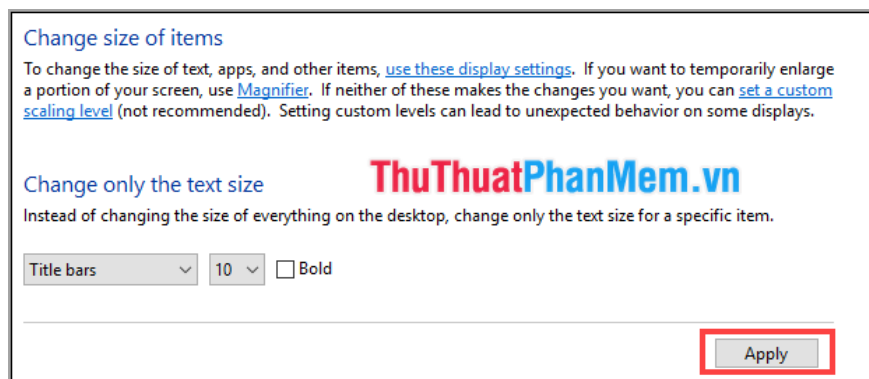 Change size of items
To change the size of text, apps, and other items, use these display settings. If you want to temporarily enlarge
a portion of your screen, use Magnifier. If neither of these makes the changes you want, you can set a custom
scaling level (not recommended). Setting custom levels can lead to unexpected behavior on some displays.
ThuThuatPhanMem.vn
Change only the text size
Instead of changing the size of everything on the desktop, change only the text size for a specific item.
Title bars 10 Bold
Apply